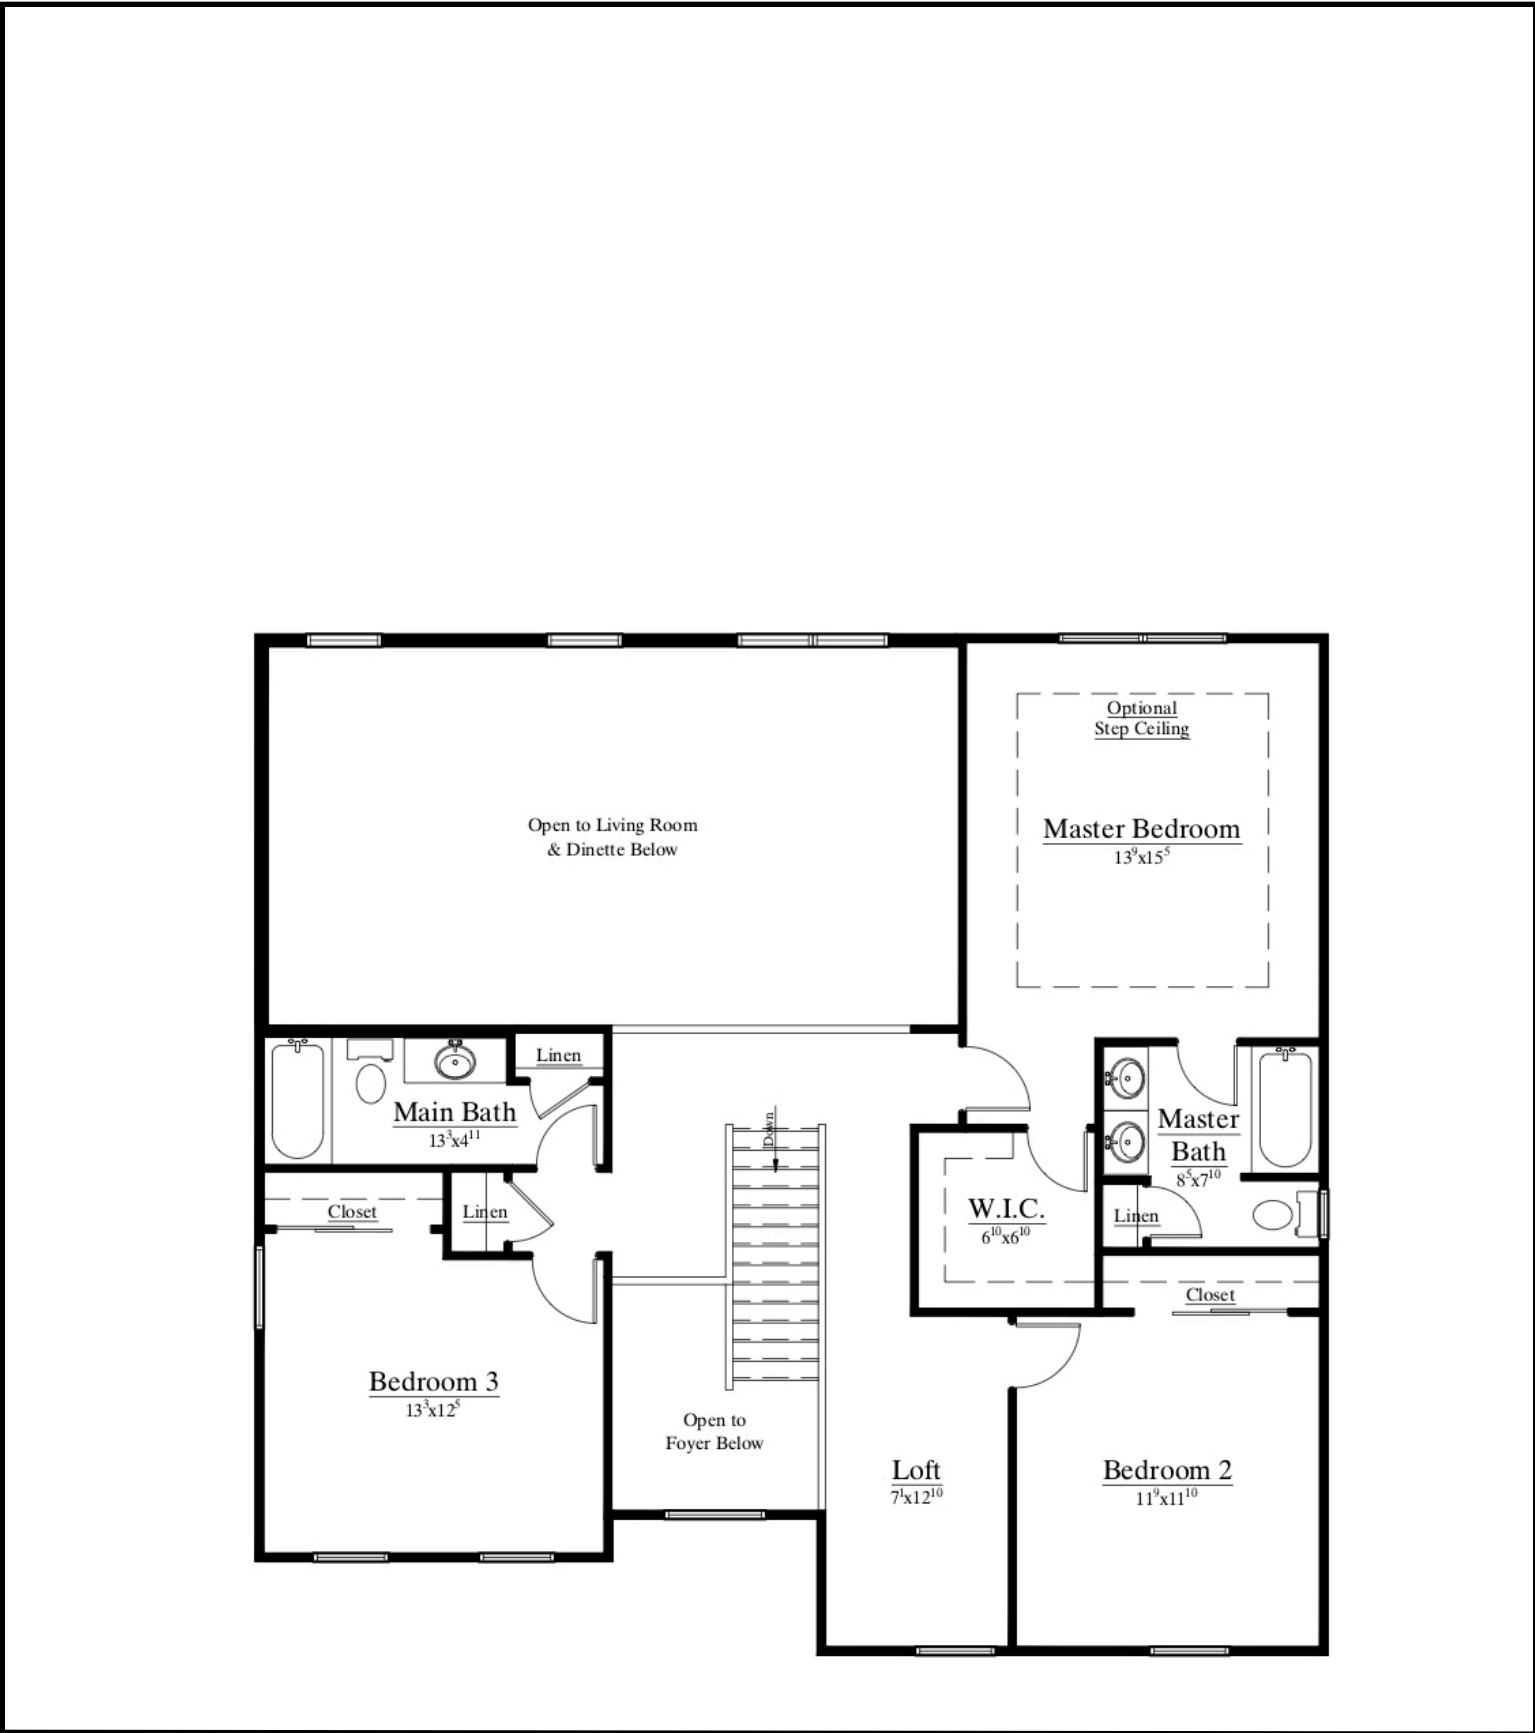 Optional
Step Ceiling
Open to Living Room
& Dinette Below
Master Bedroom
13⁹x15⁵
Linen
Main Bath
13³x4¹¹
Down
Master
Bath
8⁵x7¹⁰
Closet
Linen
W.I.C.
6¹⁰x6¹⁰
Linen
Closet
Bedroom 3
13³x12⁵
Open to
Foyer Below
Loft
7¹x12¹⁰
Bedroom 2
11⁹x11¹⁰